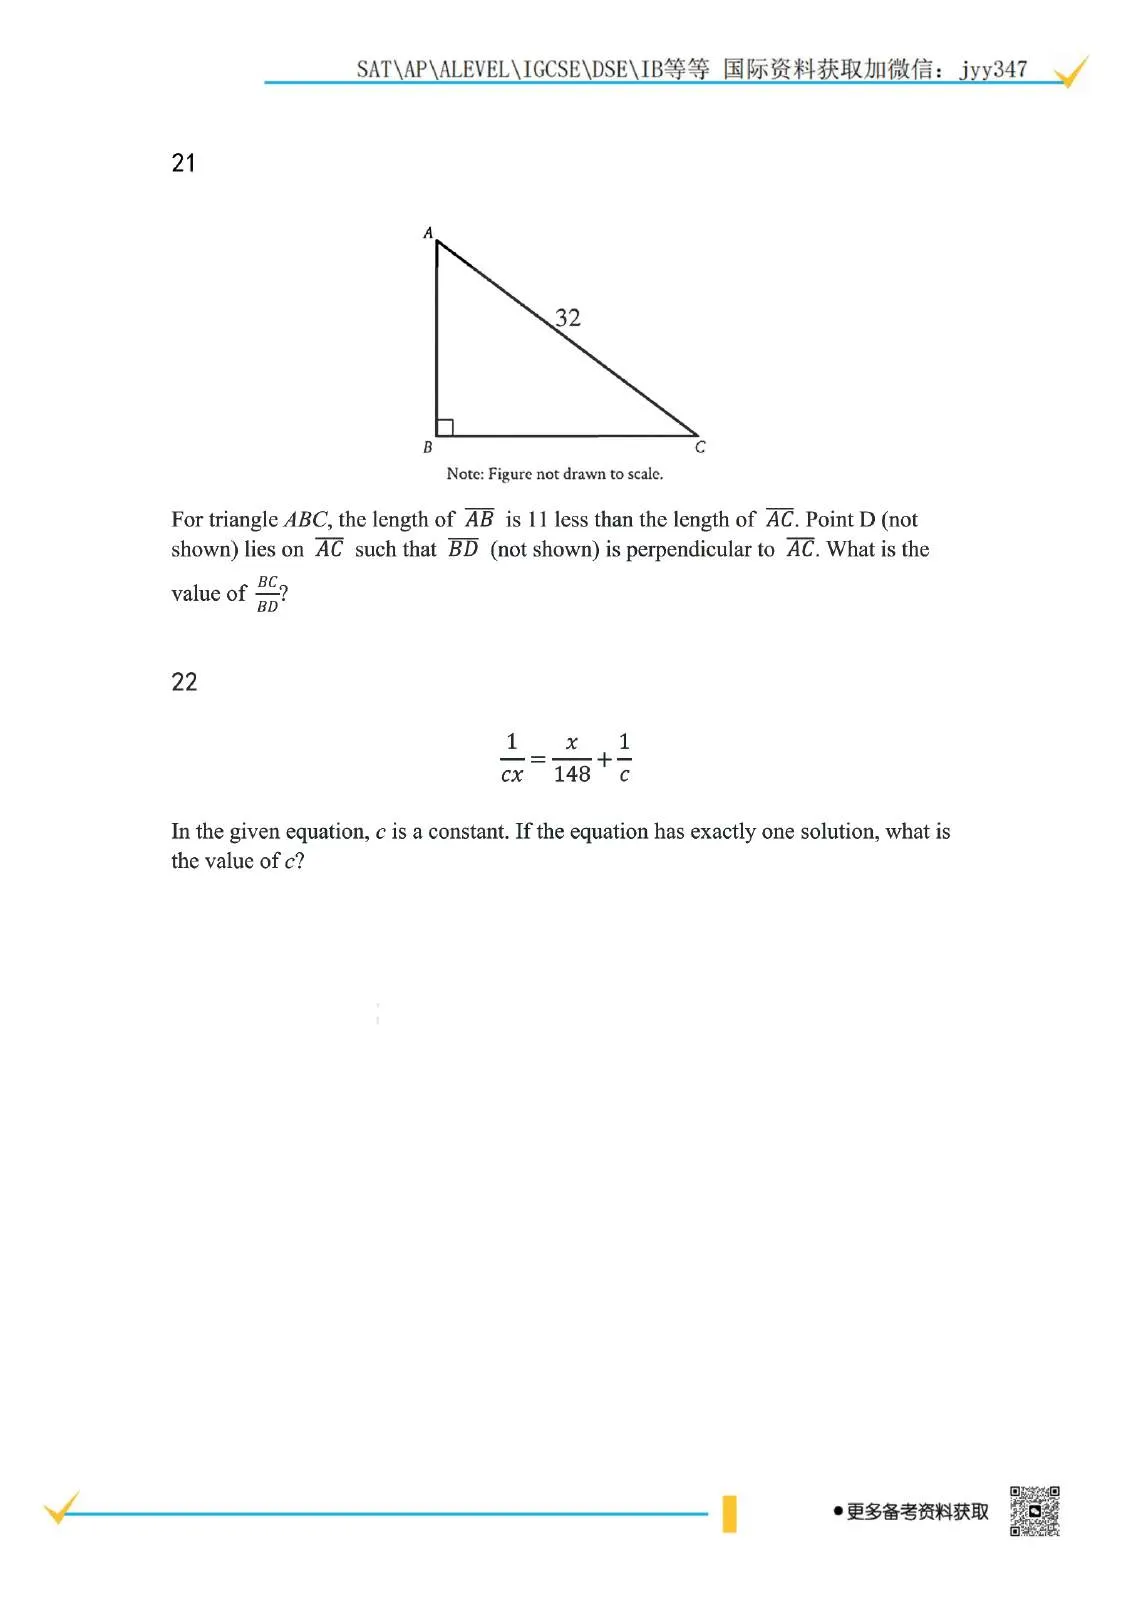 SAT\AP\ALEVEL\IGCSE\DSE\IB等等 国际资料获取加微信：jyy347
21
A
32
B
C
Note: Figure not drawn to scale.
For triangle ABC, the length of AB is 11 less than the length of AC. Point D (not
shown) lies on AC such that BD (not shown) is perpendicular to AC. What is the
value of BC/BD?
22
1/cx = x/148 + 1/c
In the given equation, c is a constant. If the equation has exactly one solution, what is
the value of c?
●更多备考资料获取